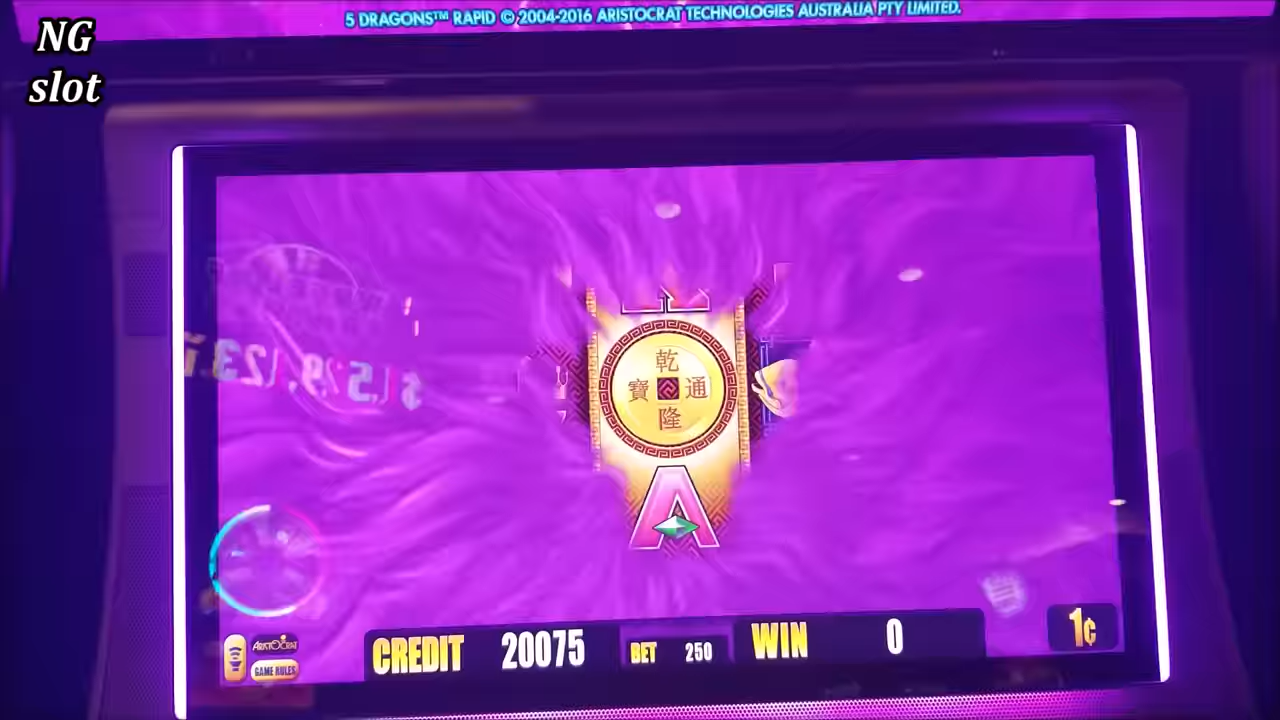 5 DRAGONS™ RAPID © 2004-2016 ARISTOCRAT TECHNOLOGIES AUSTRALIA PTY LIMITED.
NG
slot
乾
寶 通
隆
A
ARISTOCRAT
GAME RULES
CREDIT 20075
BET 250
WIN 0
1¢